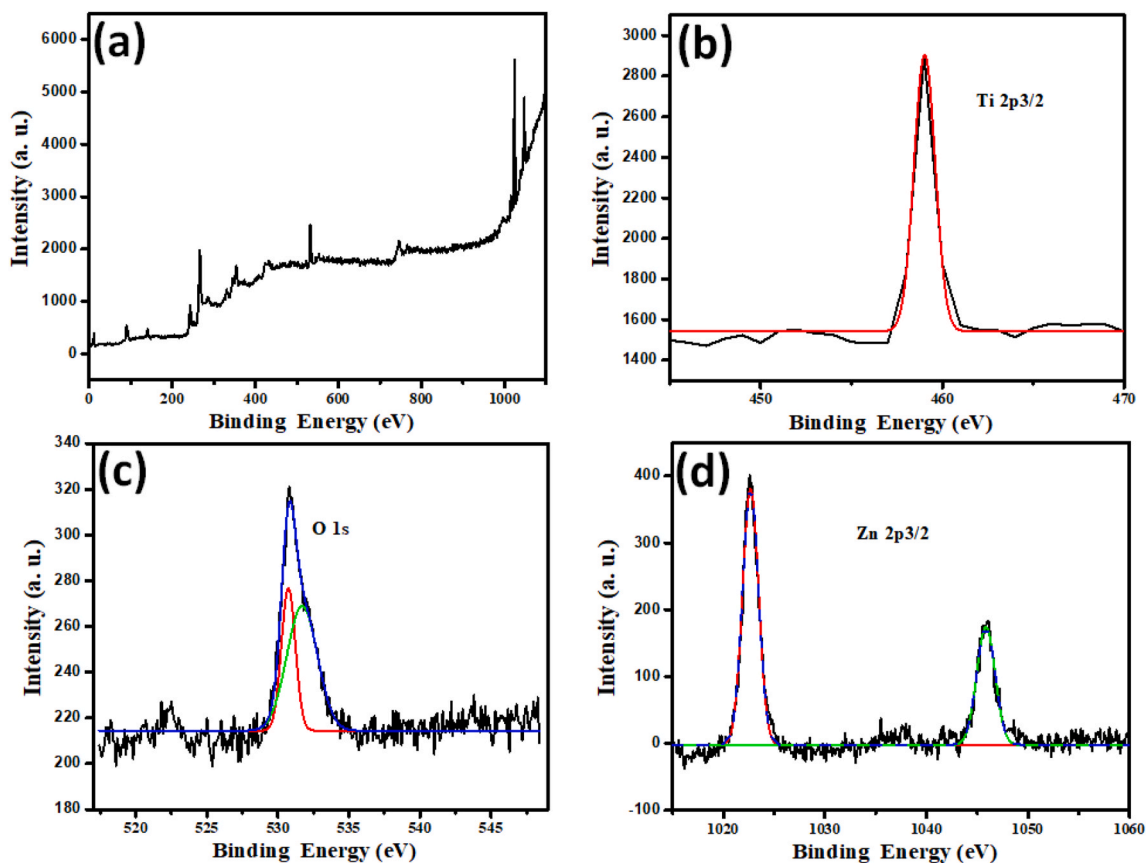 (a)
6000
5000
4000
3000
2000
1000
0
Intensity (a. u.)
0 200 400 600 800 1000
Binding Energy (eV)
(b)
3000
2800
2600
2400
2200
2000
1800
1600
1400
Intensity (a. u.)
Ti 2p3/2
450 460 470
Binding Energy (eV)
(c)
340
320
300
280
260
240
220
200
180
Intensity (a. u.)
O 1s
520 525 530 535 540 545
Binding Energy (eV)
(d)
400
300
200
100
0
-100
Intensity (a. u.)
Zn 2p3/2
1020 1030 1040 1050 1060
Binding Energy (eV)